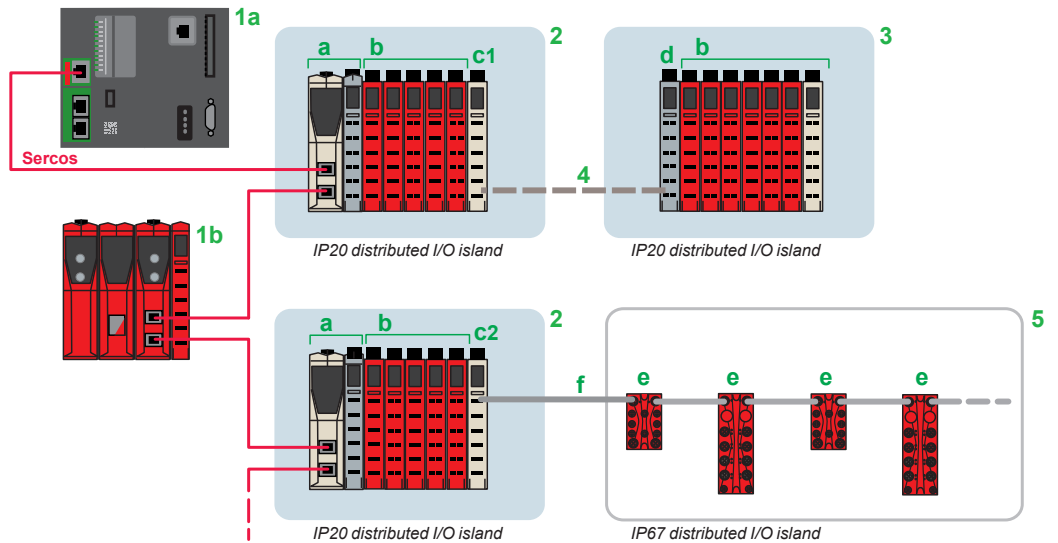 1a
2
3
a
b
c1
d
b
Sercos
4
IP20 distributed I/O island
IP20 distributed I/O island
1b
2
5
a
b
c2
f
e
e
e
e
IP20 distributed I/O island
IP67 distributed I/O island